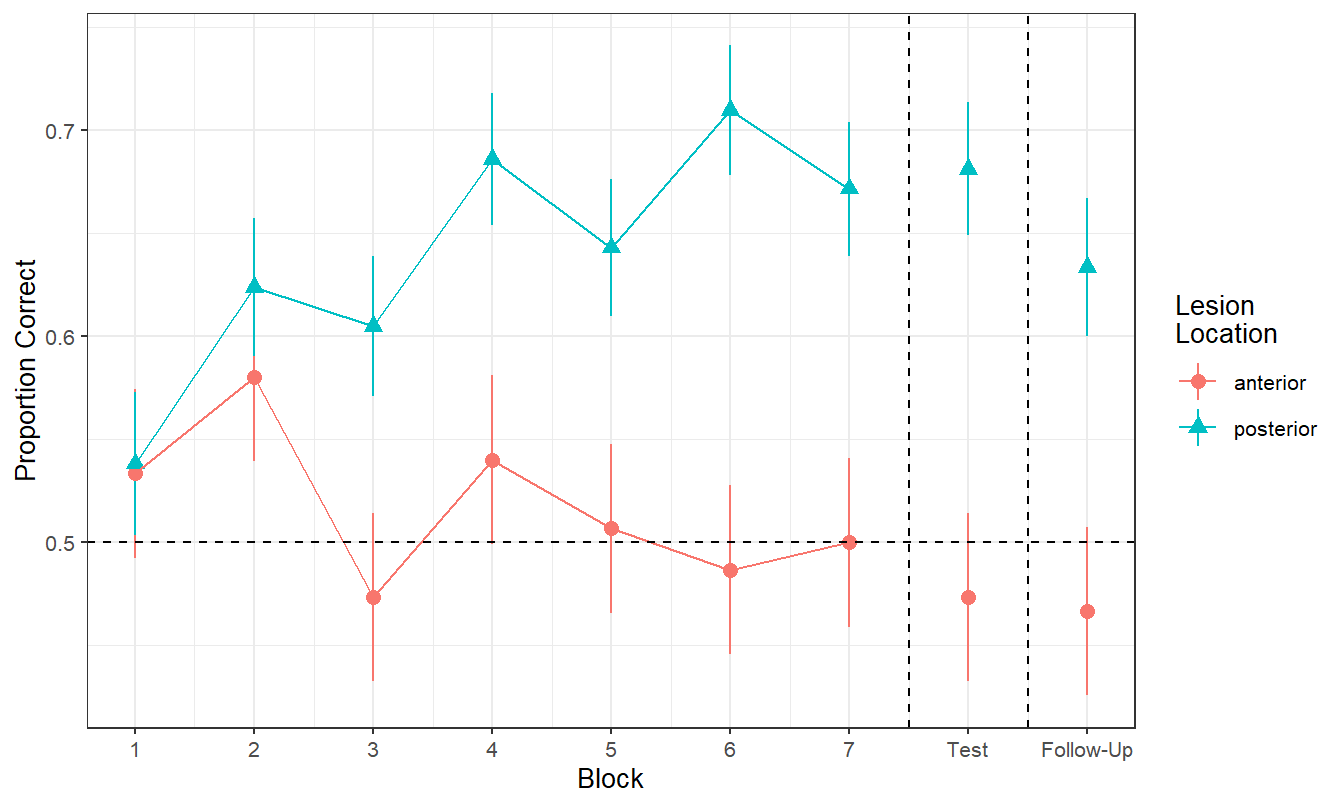 0.7
0.6
0.5
Proportion Correct
1 2 3 4 5 6 7 Test Follow-Up
Block
Lesion
Location
anterior
posterior